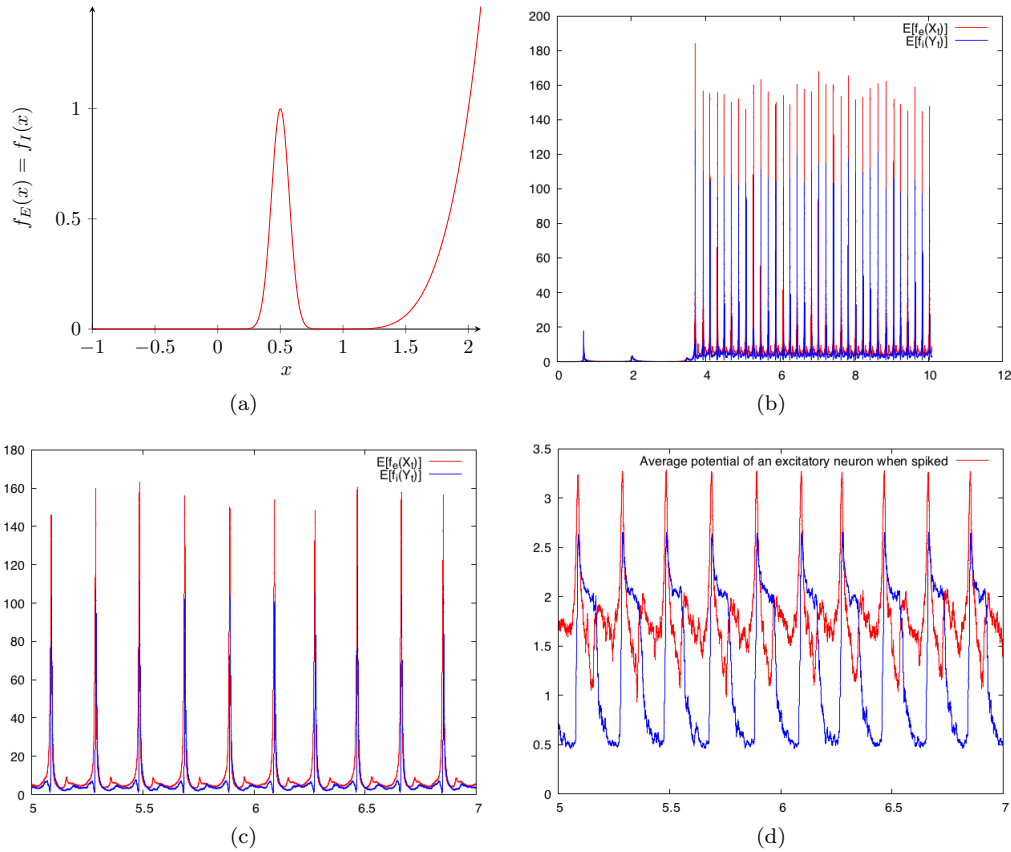 f_E(x) = f_I(x)
1
0.5
0
−1 −0.5 0 0.5 1 1.5 2
x
(a)
200
180
160
140
120
100
80
60
40
20
0
0 2 4 6 8 10 12
E[f_e(X_t)]
E[f_i(Y_t)]
(b)
180
160
140
120
100
80
60
40
20
0
5 5.5 6 6.5 7
E[f_e(X_t)]
E[f_i(Y_t)]
(c)
3.5
3
2.5
2
1.5
1
0.5
0
5 5.5 6 6.5 7
Average potential of an excitatory neuron when spiked
(d)